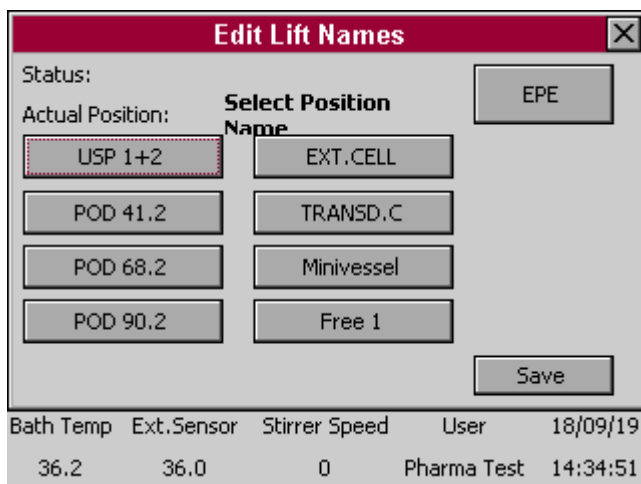 Edit Lift Names
Status:
Actual Position:
Select Position
Name
EPE
USP 1+2
EXT.CELL
POD 41.2
TRANSD.C
POD 68.2
Minivessel
POD 90.2
Free 1
Save
Bath Temp Ext.Sensor Stirrer Speed User 18/09/19
36.2 36.0 0 Pharma Test 14:34:51